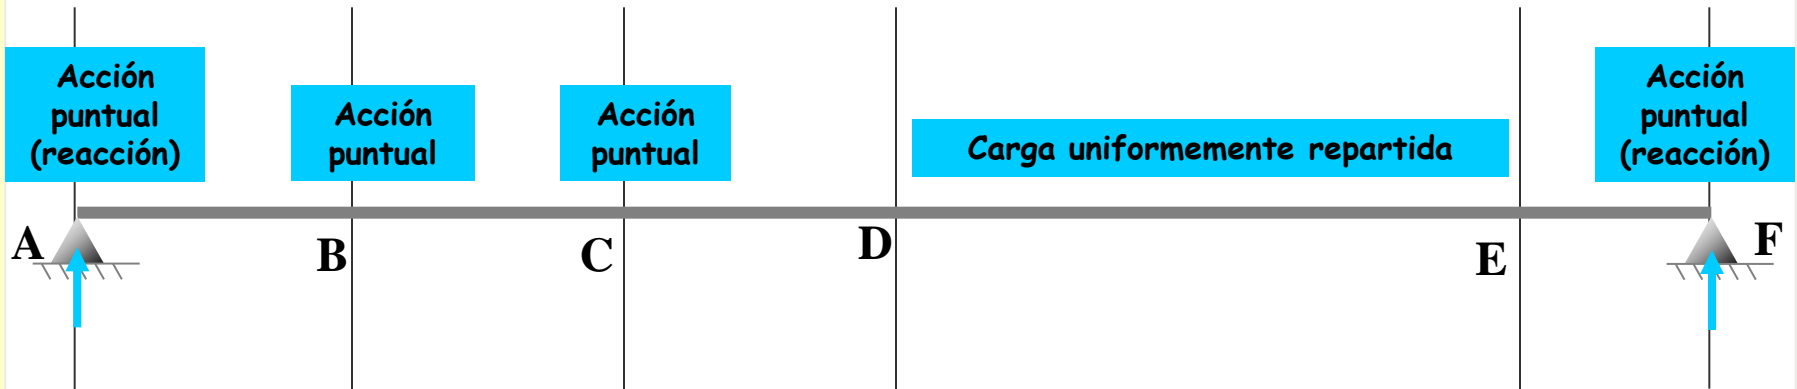 Acción
puntual
(reacción)
Acción
puntual
Acción
puntual
Carga uniformemente repartida
Acción
puntual
(reacción)
A
B
C
D
E
F